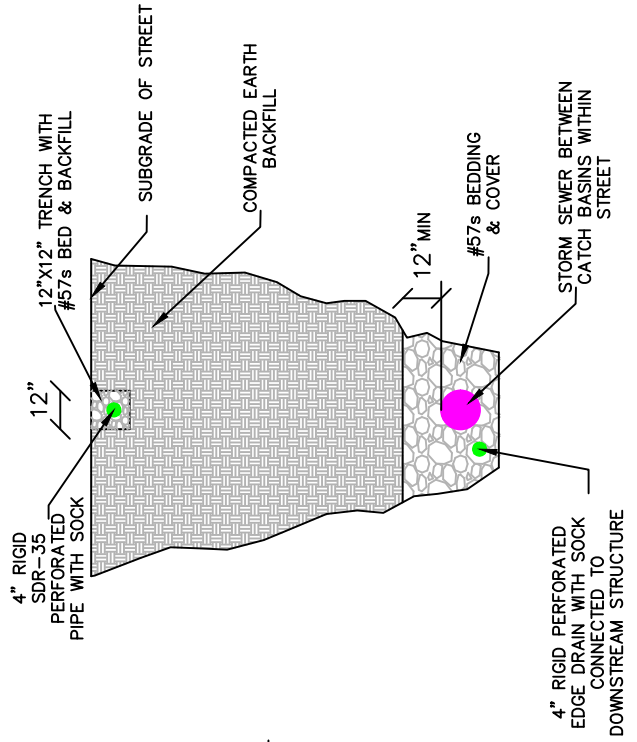 4" RIGID
SDR-35
PERFORATED
PIPE WITH SOCK
12"
12"X12" TRENCH WITH
#57s BED & BACKFILL
SUBGRADE OF STREET
COMPACTED EARTH
BACKFILL
12" MIN
#57s BEDDING
& COVER
STORM SEWER BETWEEN
CATCH BASINS WITHIN
STREET
4" RIGID PERFORATED
EDGE DRAIN WITH SOCK
CONNECTED TO
DOWNSTREAM STRUCTURE